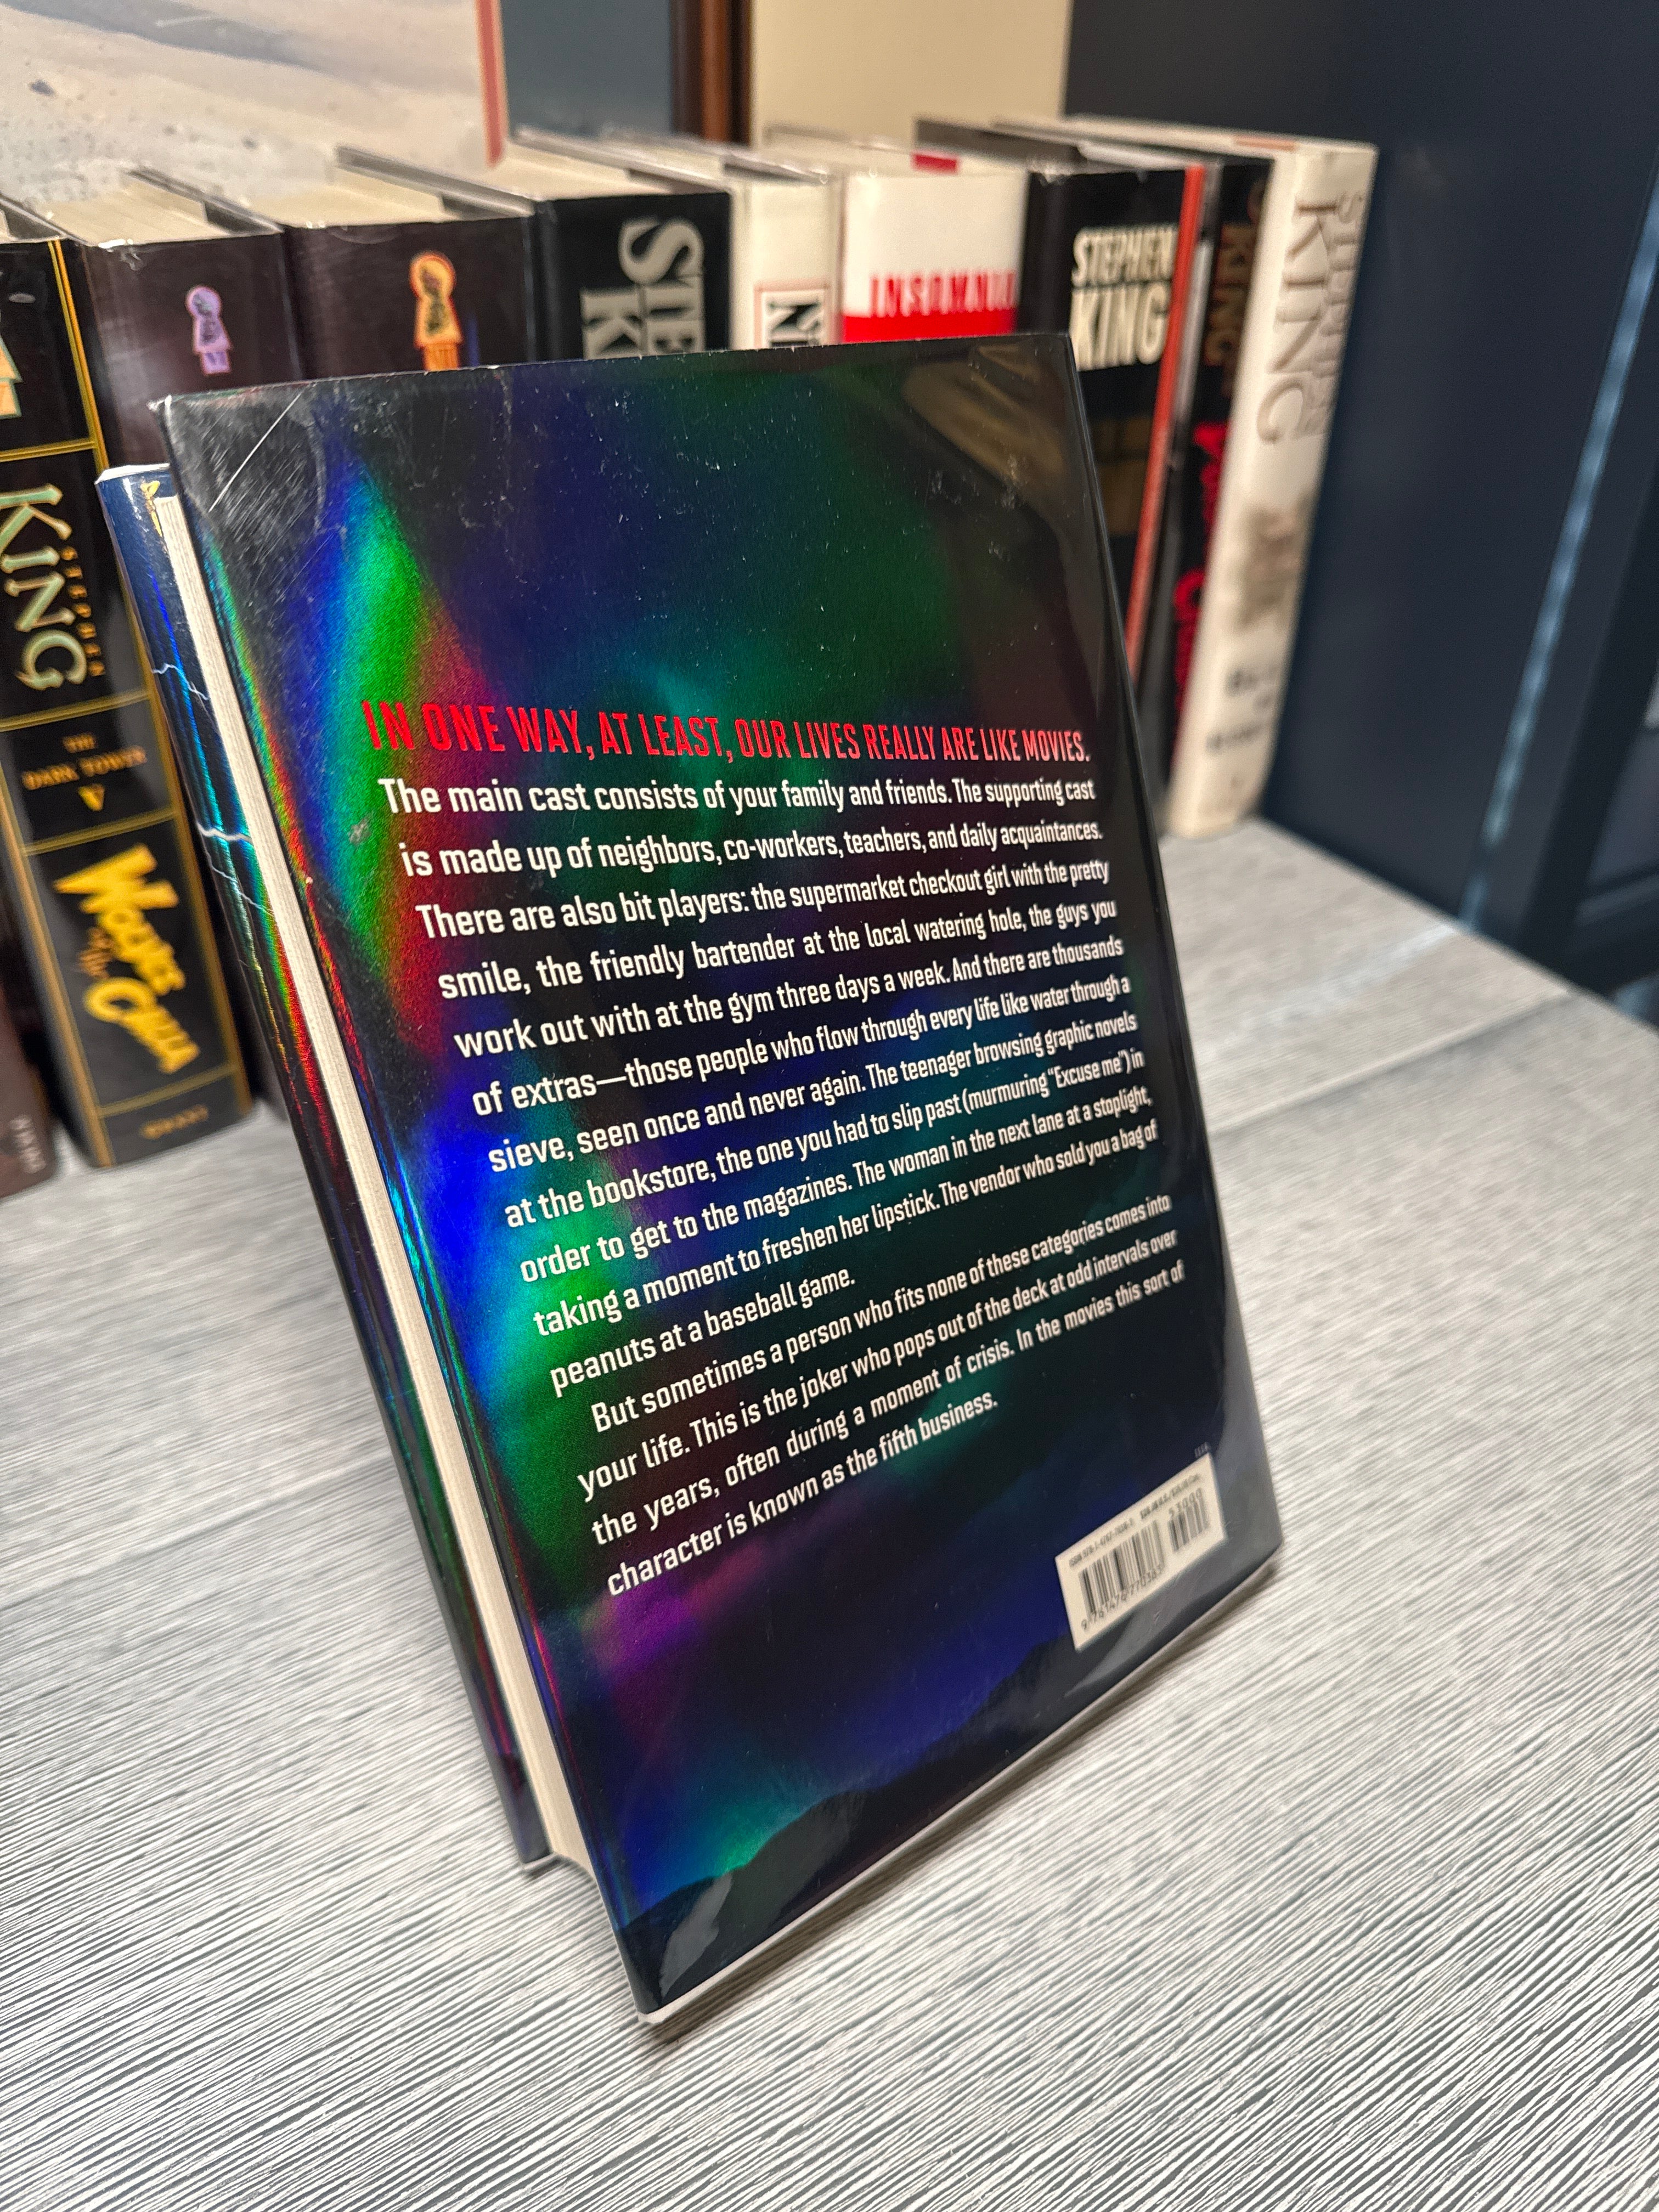 STEPHEN
KING
THE
DARK TOWER
V
WOLVES
of the
CALLA
GRANT
STE
K
INSOMNIA
STEPHEN
KING
KING
STEPHEN
KING
IN ONE WAY, AT LEAST, OUR LIVES REALLY ARE LIKE MOVIES.
The main cast consists of your family and friends. The supporting cast
is made up of neighbors, co-workers, teachers, and daily acquaintances.
There are also bit players: the supermarket checkout girl with the pretty
smile, the friendly bartender at the local watering hole, the guys you
work out with at the gym three days a week. And there are thousands
of extras—those people who flow through every life like water through a
sieve, seen once and never again. The teenager browsing graphic novels
at the bookstore, the one you had to slip past (murmuring “Excuse me”) in
order to get to the magazines. The woman in the next lane at a stoplight,
taking a moment to freshen her lipstick. The vendor who sold you a bag of
peanuts at a baseball game.
But sometimes a person who fits none of these categories comes into
your life. This is the joker who pops out of the deck at odd intervals over
the years, often during a moment of crisis. In the movies this sort of
character is known as the fifth business.